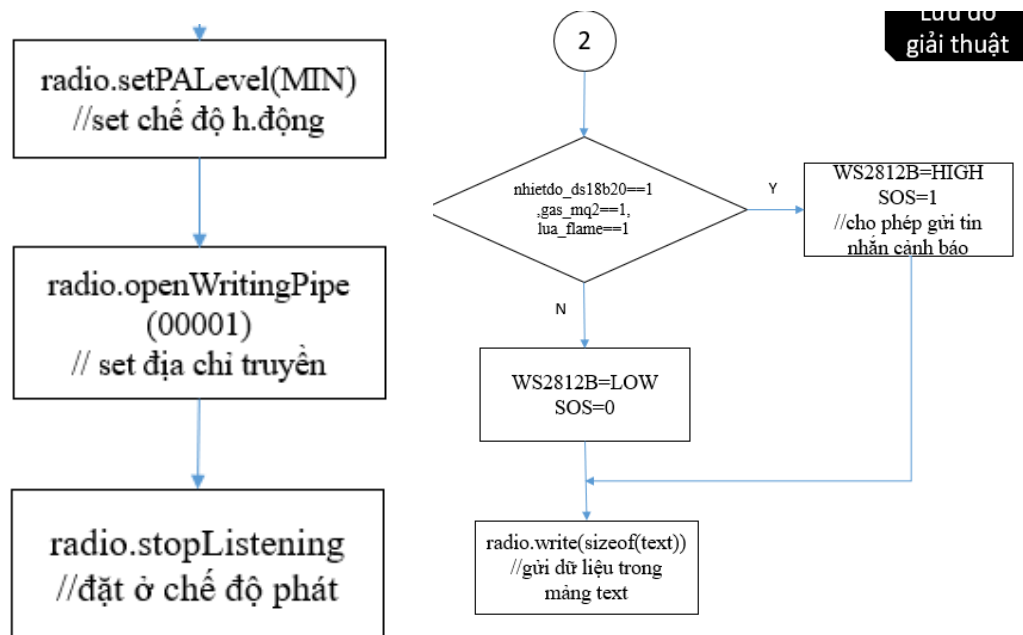 radio.setPALevel(MIN)
//set chế độ h.động
radio.openWritingPipe
(00001)
// set địa chỉ truyền
radio.stopListening
//đặt ở chế độ phát
2
nhietdo_ds18b20==1
,gas_mq2==1,
lua_flame==1
Y
WS2812B=HIGH
SOS=1
//cho phép gửi tin
nhắn cảnh báo
N
WS2812B=LOW
SOS=0
radio.write(sizeof(text))
//gửi dữ liệu trong
mảng text
Lưu đồ
giải thuật